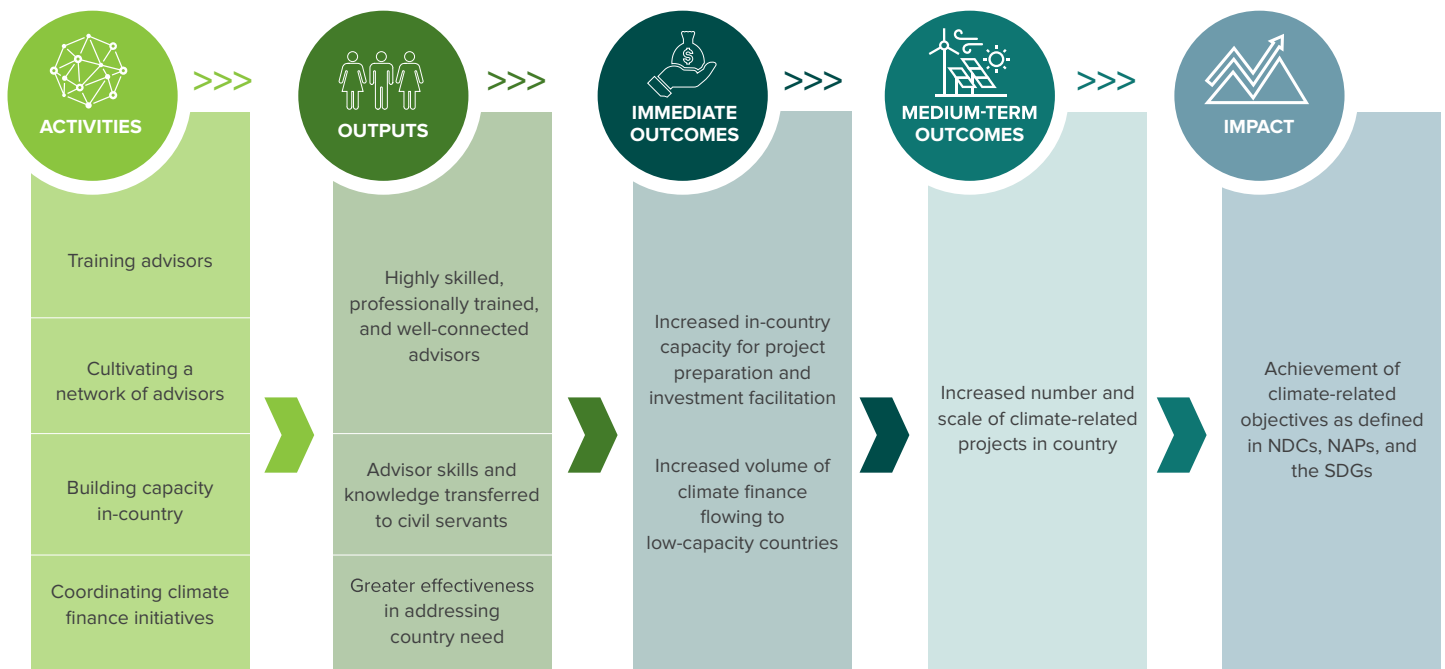 ACTIVITIES
>>>
Training advisors
Cultivating a
network of advisors
Building capacity
in-country
Coordinating climate
finance initiatives
OUTPUTS
>>>
Highly skilled,
professionally trained,
and well-connected
advisors
Advisor skills and
knowledge transferred
to civil servants
Greater effectiveness
in addressing
country need
$
IMMEDIATE
OUTCOMES
>>>
Increased in-country
capacity for project
preparation and
investment facilitation
Increased volume of
climate finance
flowing to
low-capacity countries
MEDIUM-TERM
OUTCOMES
>>>
Increased number and
scale of climate-related
projects in country
IMPACT
Achievement of
climate-related
objectives as defined
in NDCs, NAPs, and
the SDGs